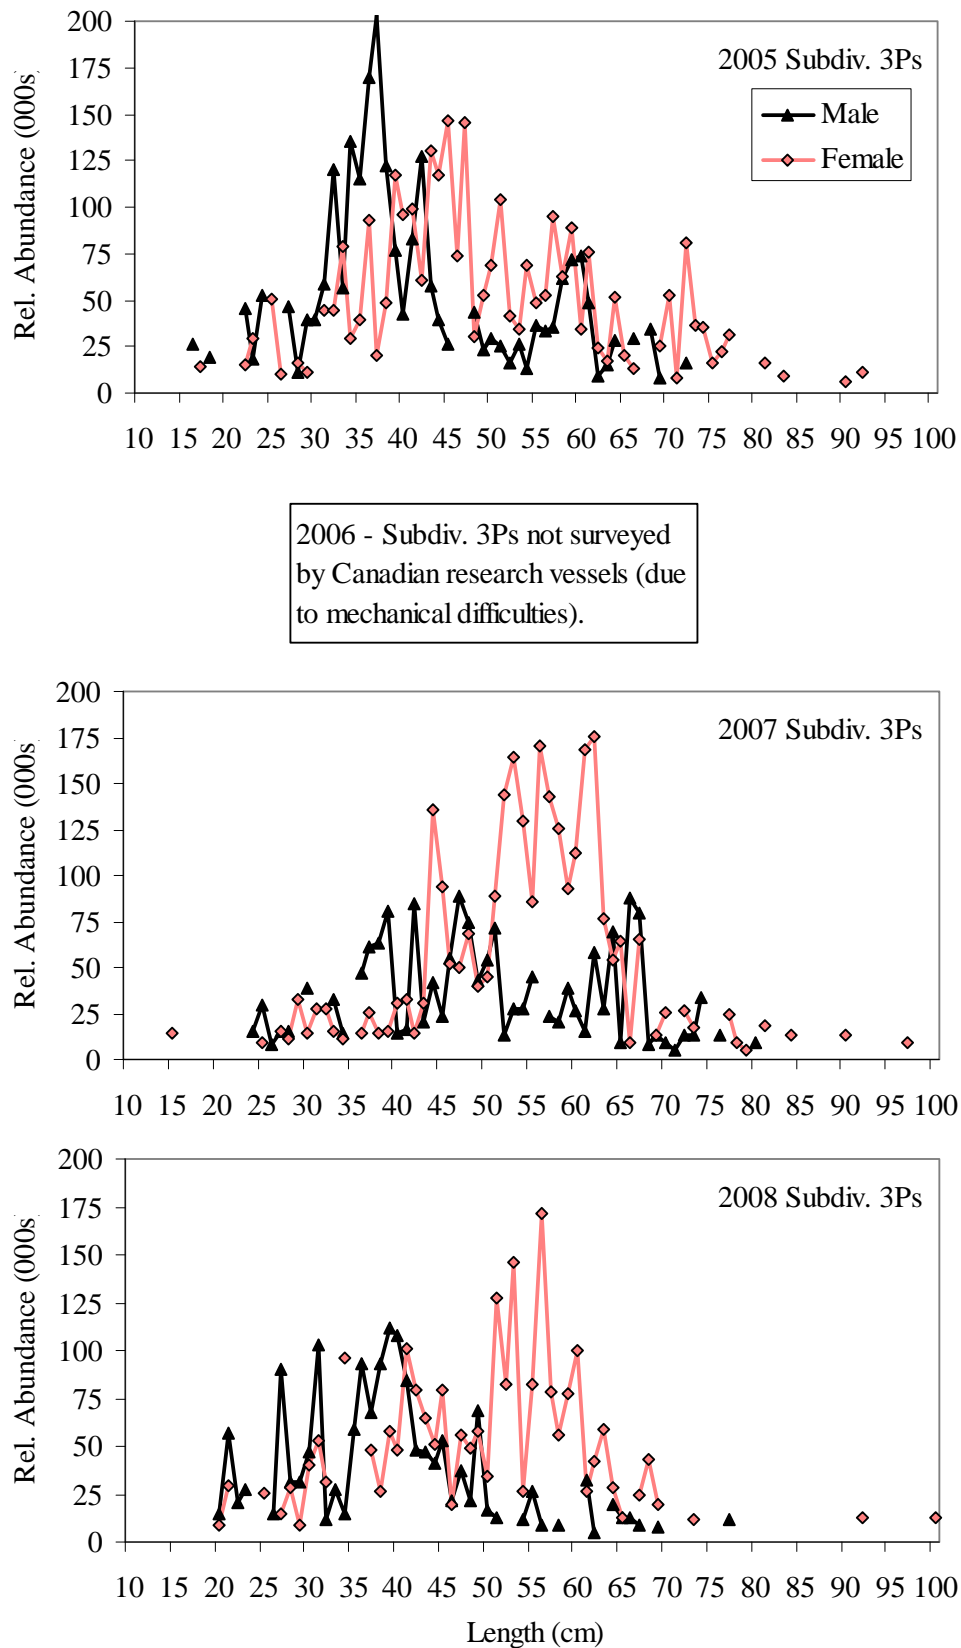 200
175
150
125
100
75
50
25
0
Rel. Abundance (000s)
2005 Subdiv. 3Ps
Male
Female
10 15 20 25 30 35 40 45 50 55 60 65 70 75 80 85 90 95 100
2006 - Subdiv. 3Ps not surveyed
by Canadian research vessels (due
to mechanical difficulties).
200
175
150
125
100
75
50
25
0
Rel. Abundance (000s)
2007 Subdiv. 3Ps
10 15 20 25 30 35 40 45 50 55 60 65 70 75 80 85 90 95 100
200
175
150
125
100
75
50
25
0
Rel. Abundance (000s)
2008 Subdiv. 3Ps
10 15 20 25 30 35 40 45 50 55 60 65 70 75 80 85 90 95 100
Length (cm)